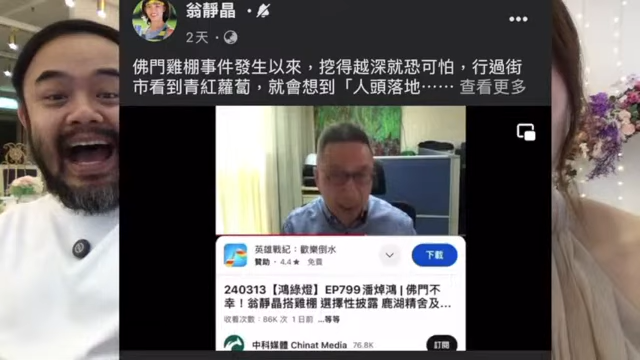 翁靜晶
2天
佛門雞棚事件發生以來，挖得越深就恐可怕，行過街
市看到青紅蘿蔔，就會想到「人頭落地⋯⋯ 查看更多
英雄戰紀：歡樂倒水
贊助・4.4★ 免費
下載
240313【鴻綠燈】EP799 潘焯鴻 | 佛門不
幸！翁靜晶搭雞棚 選擇性披露 鹿湖精舍及...
收看次數：86K 次 1 日前 ...等等
中科媒體 Chinat Media 76.8K
訂閱